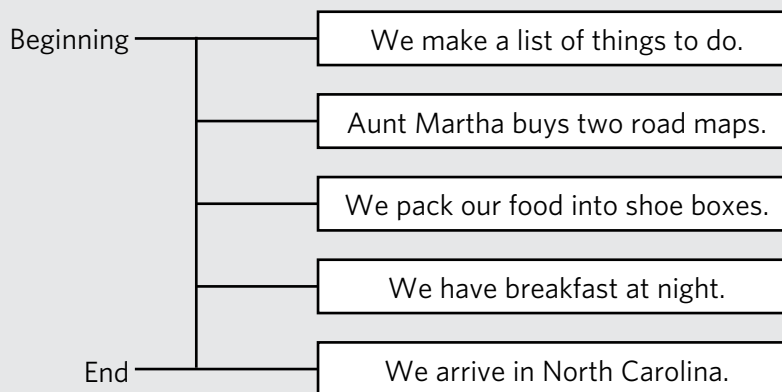 Beginning
We make a list of things to do.
Aunt Martha buys two road maps.
We pack our food into shoe boxes.
We have breakfast at night.
End
We arrive in North Carolina.